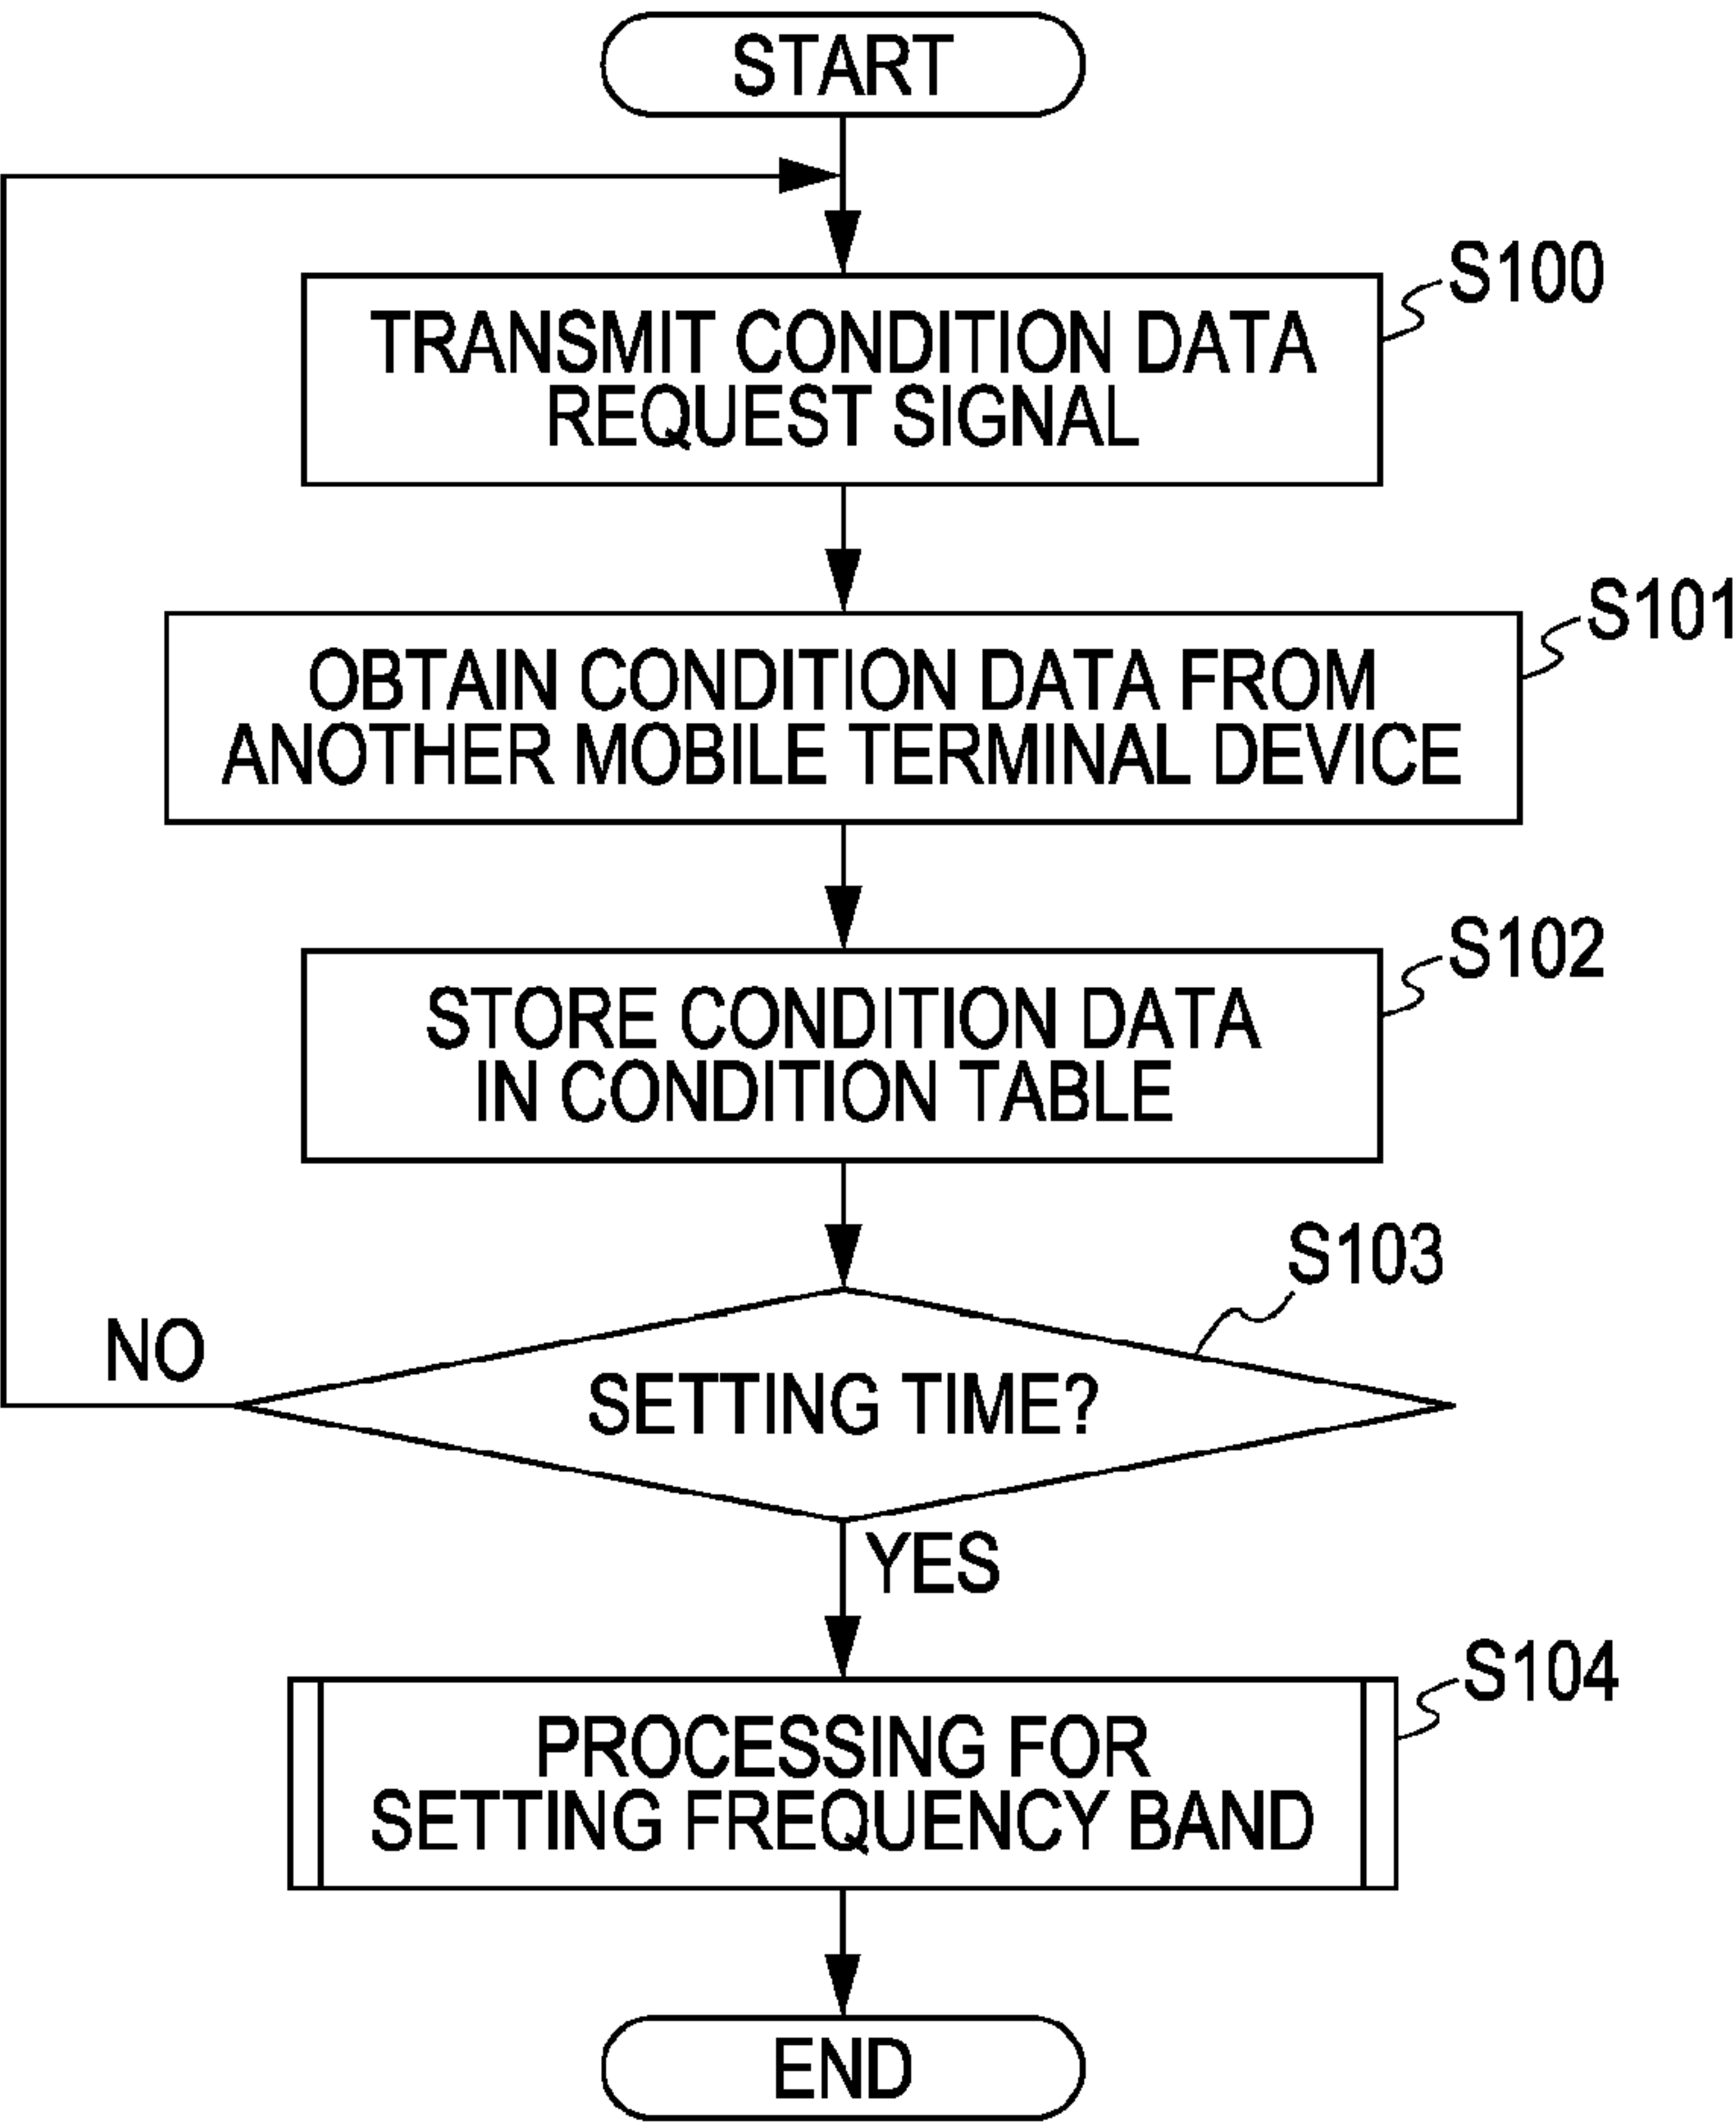 START
S100
TRANSMIT CONDITION DATA
REQUEST SIGNAL
S101
OBTAIN CONDITION DATA FROM
ANOTHER MOBILE TERMINAL DEVICE
S102
STORE CONDITION DATA
IN CONDITION TABLE
S103
NO
SETTING TIME?
YES
S104
PROCESSING FOR
SETTING FREQUENCY BAND
END